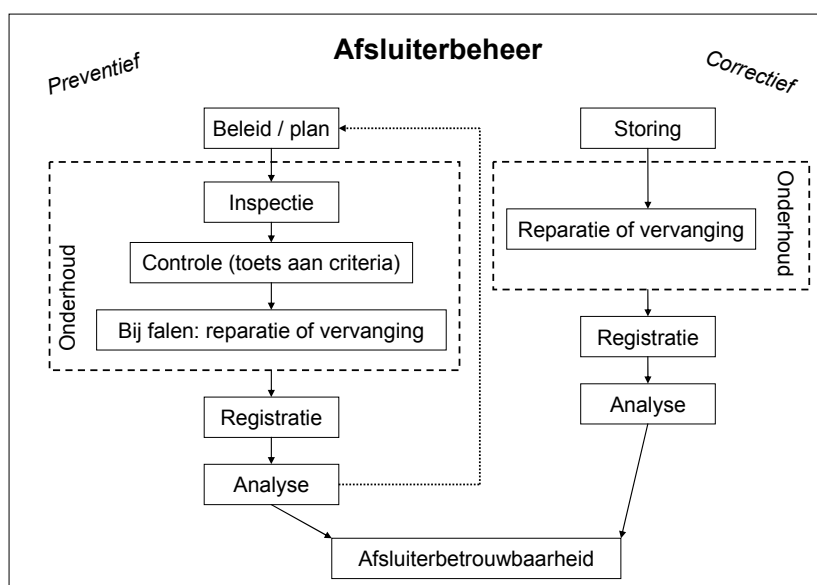 Afsluiterbeheer
Preventief
Beleid / plan
Onderhoud
Inspectie
Controle (toets aan criteria)
Bij falen: reparatie of vervanging
Registratie
Analyse
Correctief
Storing
Onderhoud
Reparatie of vervanging
Registratie
Analyse
Afsluiterbetrouwbaarheid